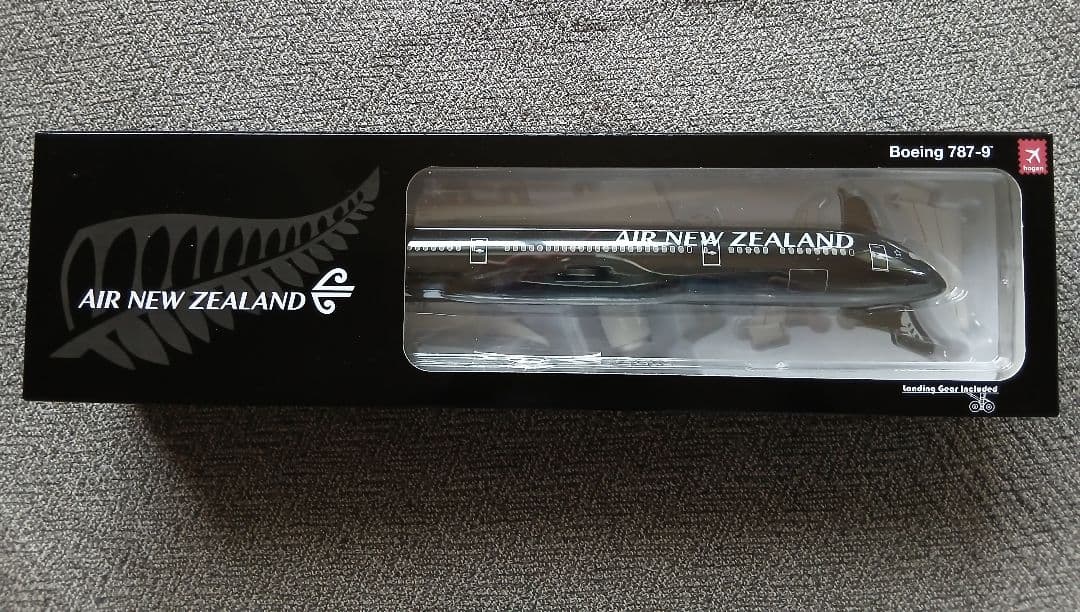 Boeing 787-9
hogan
AIR NEW ZEALAND
AIR NEW ZEALAND
Landing Gear Included